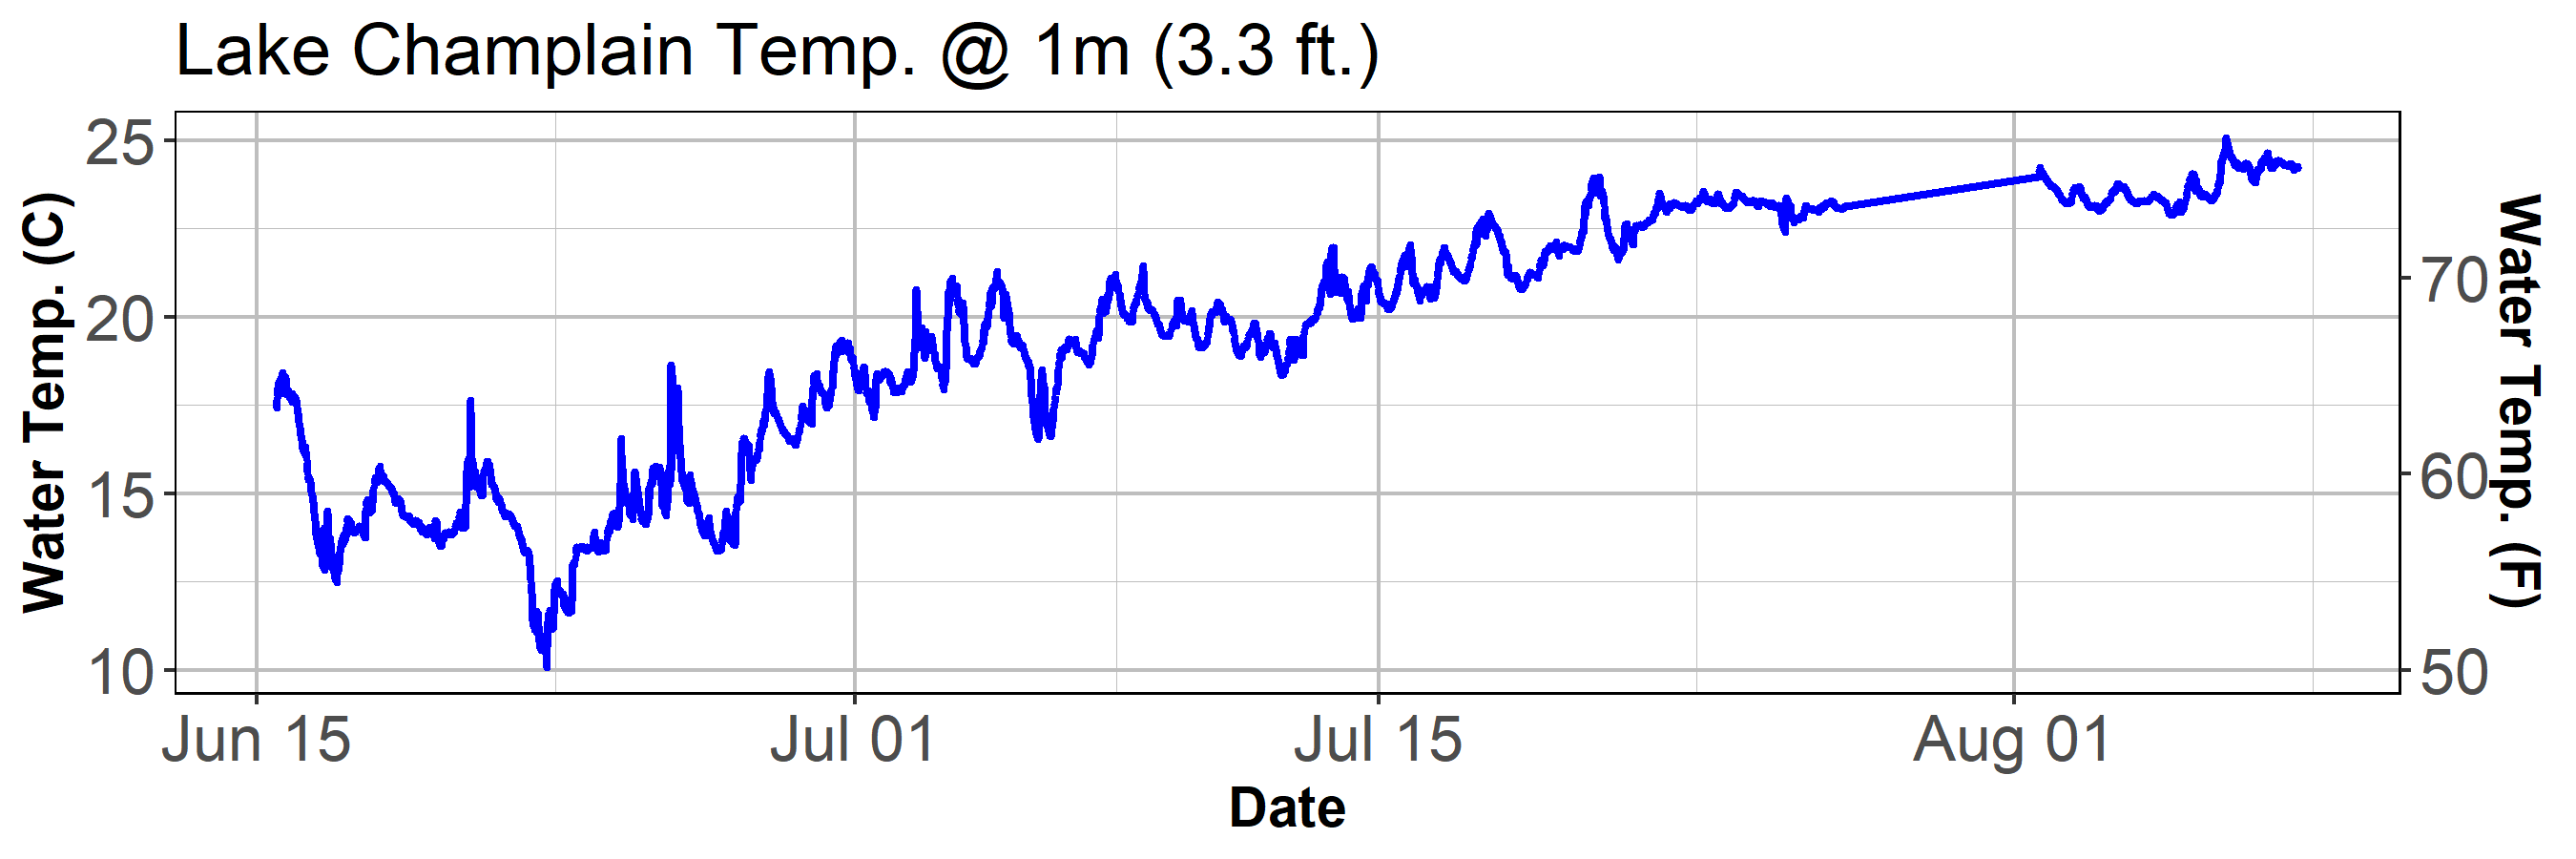 Lake Champlain Temp. @ 1m (3.3 ft.)
Water Temp. (C)
25
20
15
10
70
60
50
Water Temp. (F)
Jun 15
Jul 01
Jul 15
Aug 01
Date